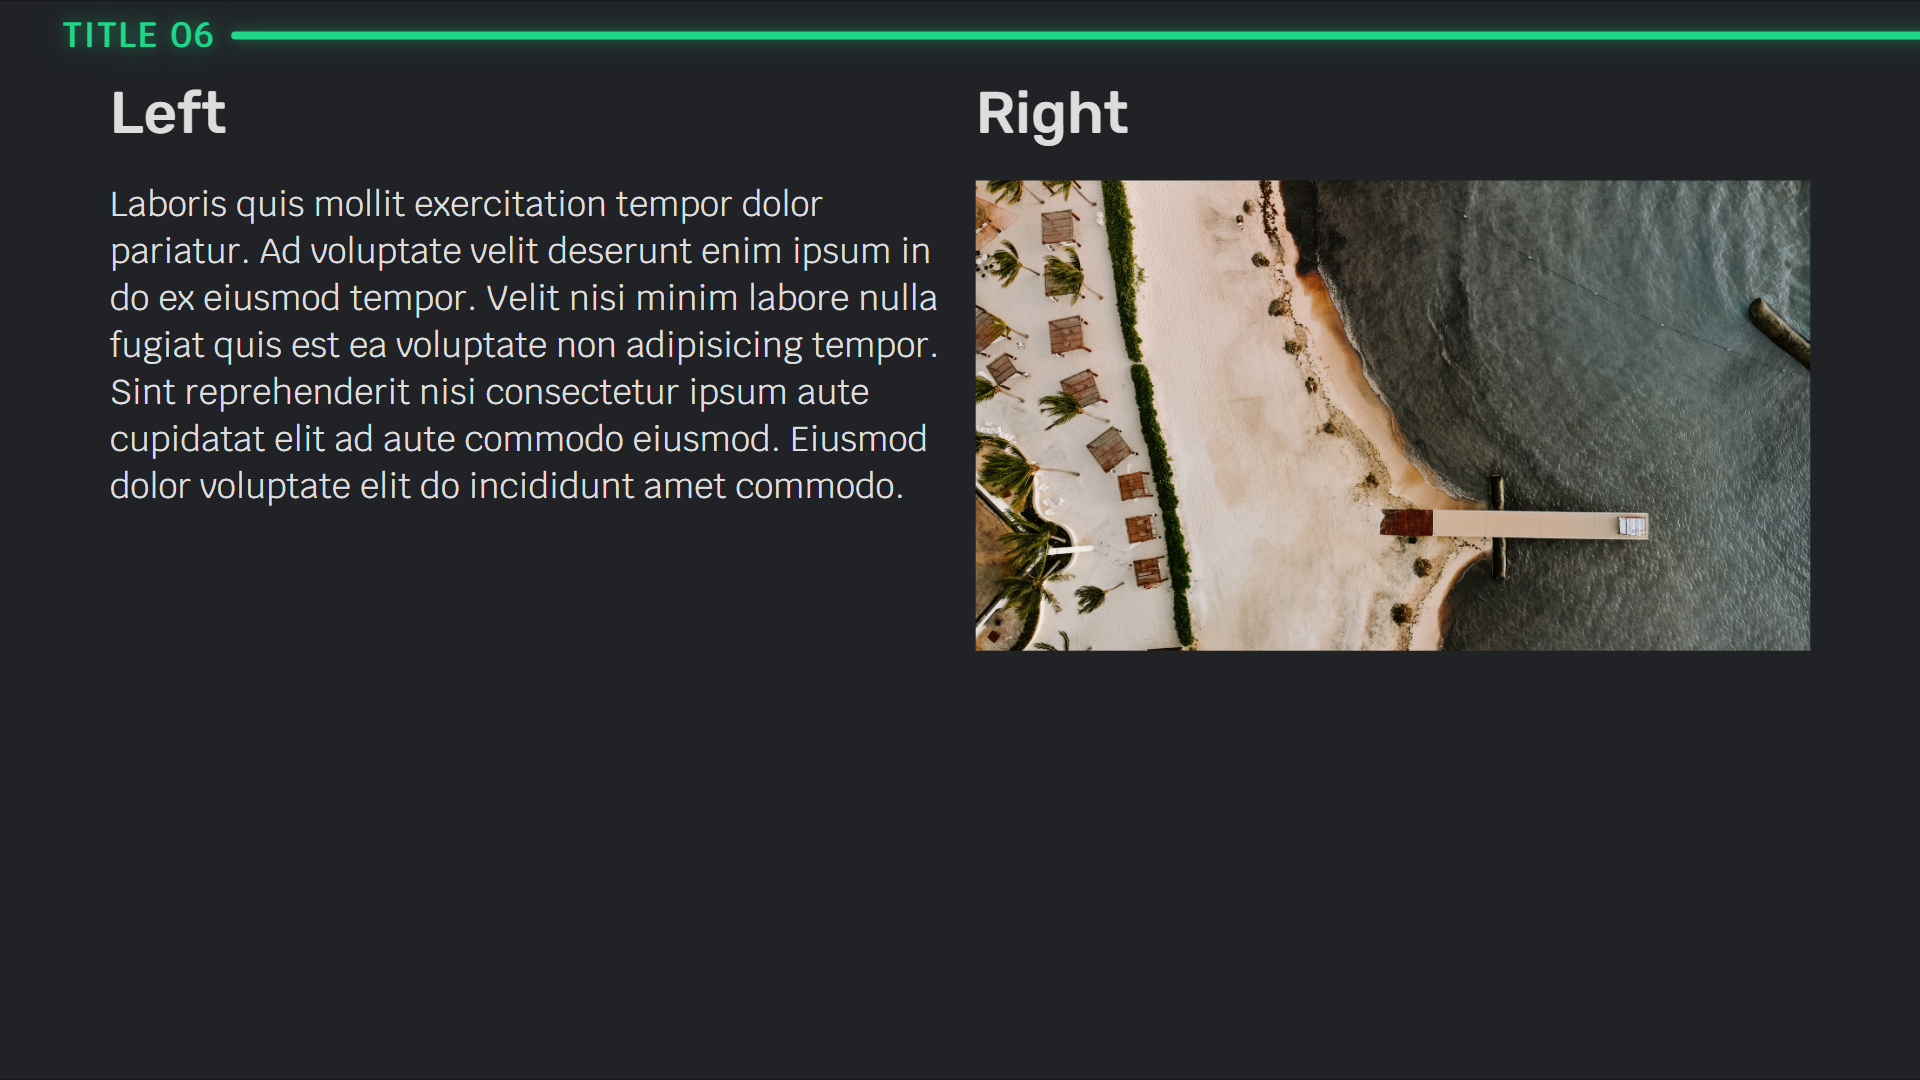 TITLE 06
Left
Laboris quis mollit exercitation tempor dolor
pariatur. Ad voluptate velit deserunt enim ipsum in
do ex eiusmod tempor. Velit nisi minim labore nulla
fugiat quis est ea voluptate non adipisicing tempor.
Sint reprehenderit nisi consectetur ipsum aute
cupidatat elit ad aute commodo eiusmod. Eiusmod
dolor voluptate elit do incididunt amet commodo.
Right